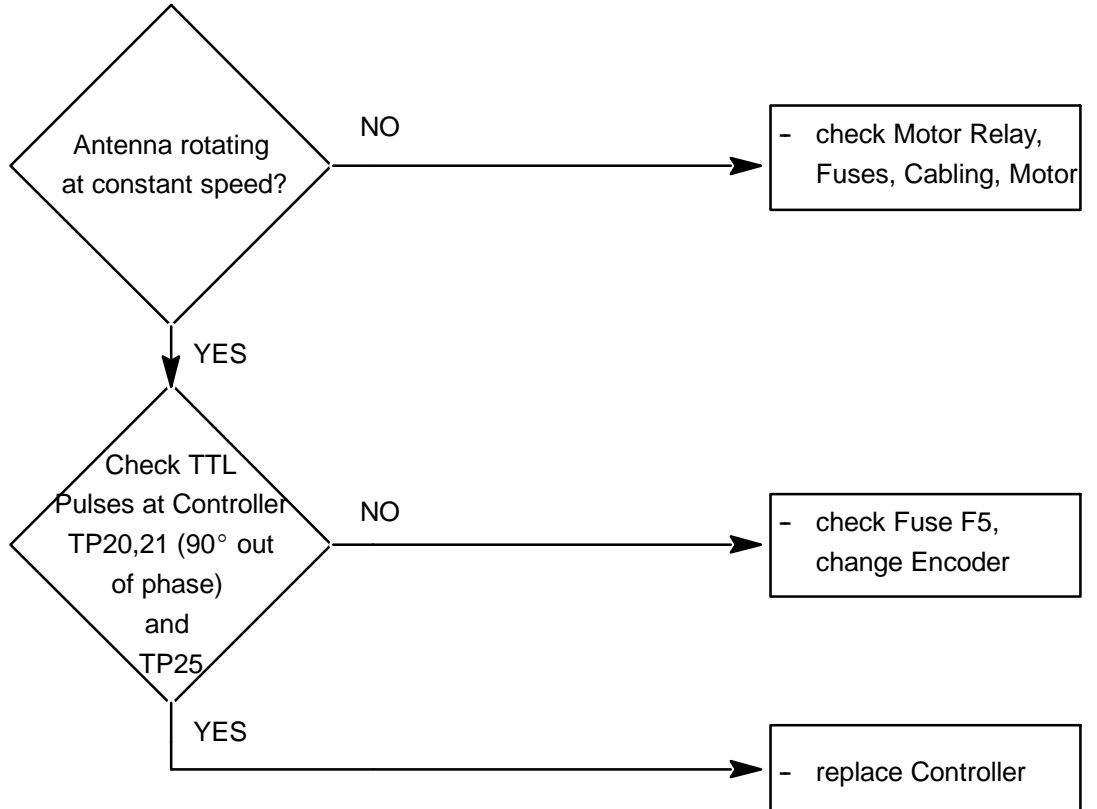 Antenna rotating
at constant speed?
NO
- check Motor Relay,
Fuses, Cabling, Motor
YES
Check TTL
Pulses at Controller
TP20,21 (90° out
of phase)
and
TP25
NO
- check Fuse F5,
change Encoder
YES
- replace Controller